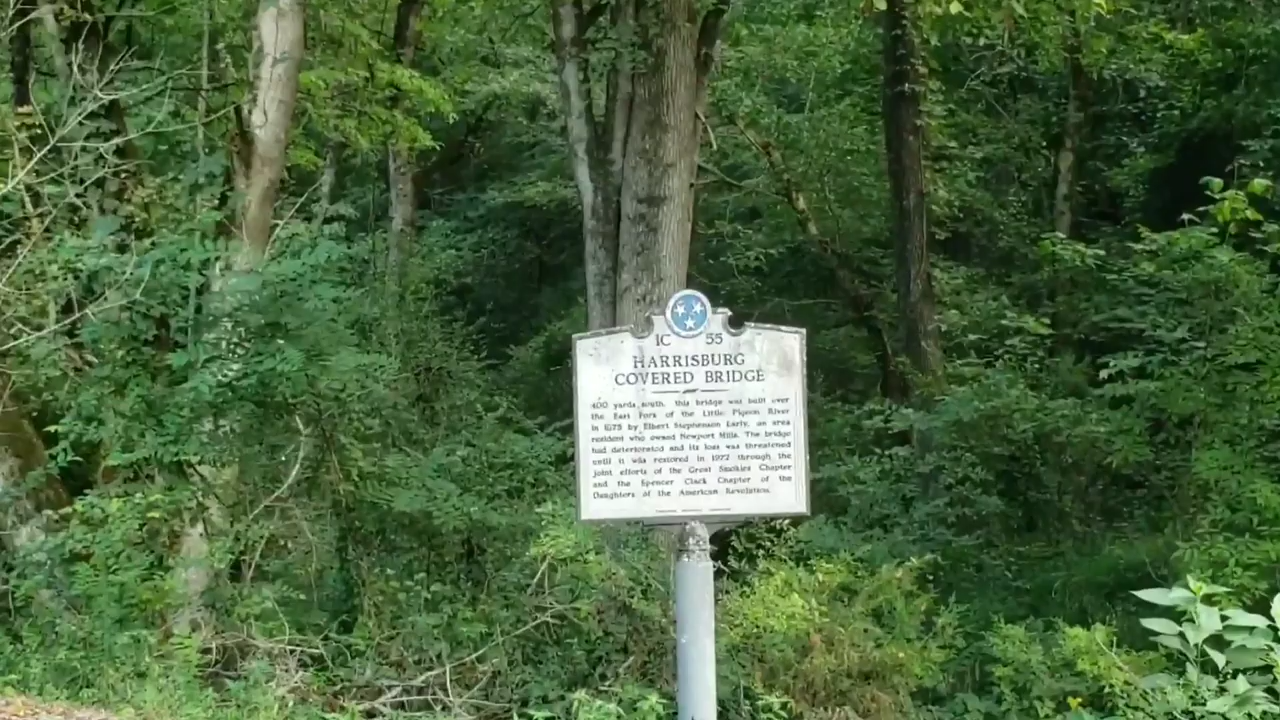 1C 55
HARRISBURG
COVERED BRIDGE
400 yards south, this bridge was built over
the East Fork of the Little Pigeon River
in 1875 by Elbert Stephenson Early, an area
resident who owned Newport Mills. The bridge
had deteriorated and its loss was threatened
until it was restored in 1972 through the
joint efforts of the Great Smokies Chapter
and the Spencer Clack Chapter of the
Daughters of the American Revolution.